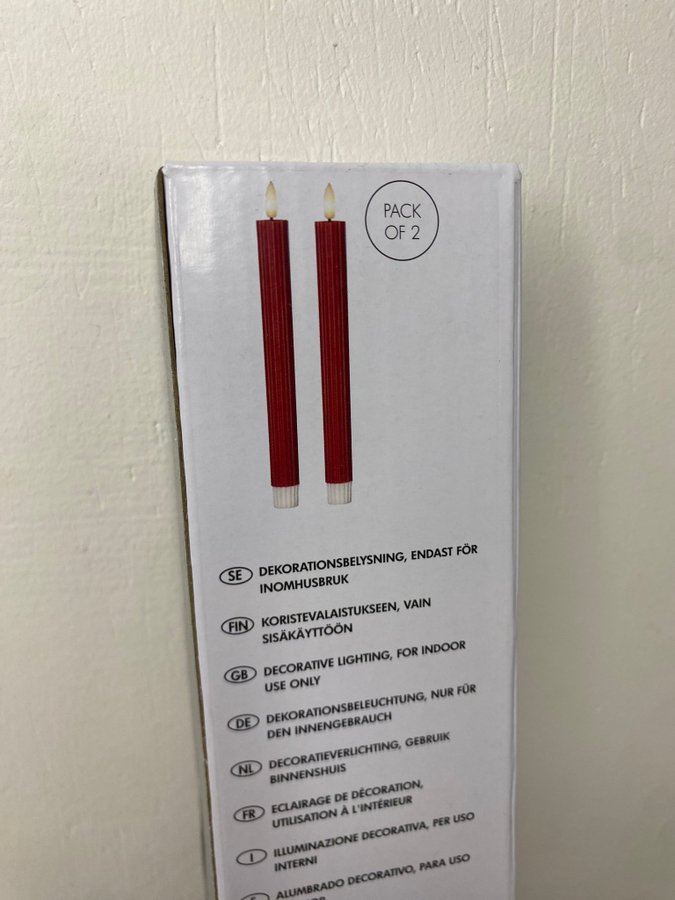 PACK
OF 2
SE DEKORATIONSBELYSNING, ENDAST FÖR
INOMHUSBRUK
FIN KORISTEVALAISTUKSEEN, VAIN
SISÄKÄYTTÖÖN
GB DECORATIVE LIGHTING, FOR INDOOR
USE ONLY
DE DEKORATIONSBELEUCHTUNG, NUR FÜR
DEN INNENGEBRAUCH
NL DECORATIEVERLICHTING, GEBRUIK
BINNENSHUIS
FR ECLAIRAGE DE DÉCORATION,
UTILISATION À L'INTÉRIEUR
I ILLUMINAZIONE DECORATIVA, PER USO
INTERNI
ALUMBRADO DECORATIVO, PARA USO